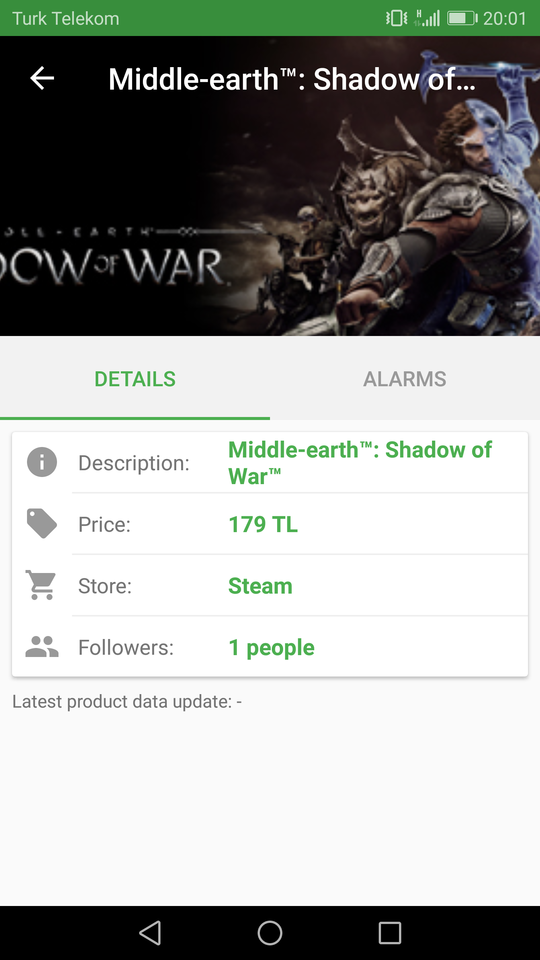 Turk Telekom
H
20:01
Middle-earth™: Shadow of…
DLE-EARTH
DOW OF WAR
DETAILS
ALARMS
Description:
Middle-earth™: Shadow of
War™
Price:
179 TL
Store:
Steam
Followers:
1 people
Latest product data update: -